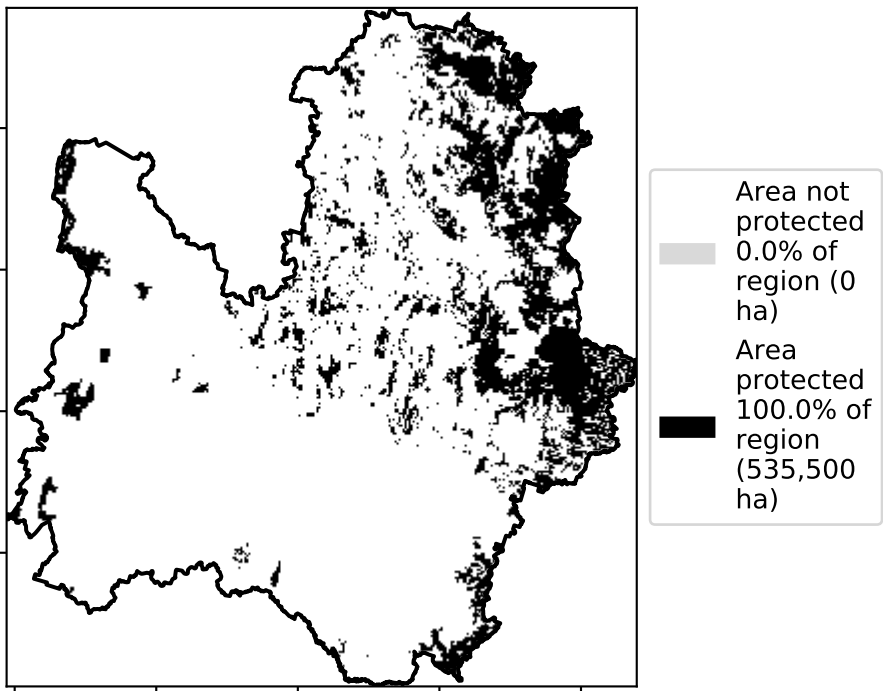 Area not
protected
0.0% of
region (0
ha)
Area
protected
100.0% of
region
(535,500
ha)